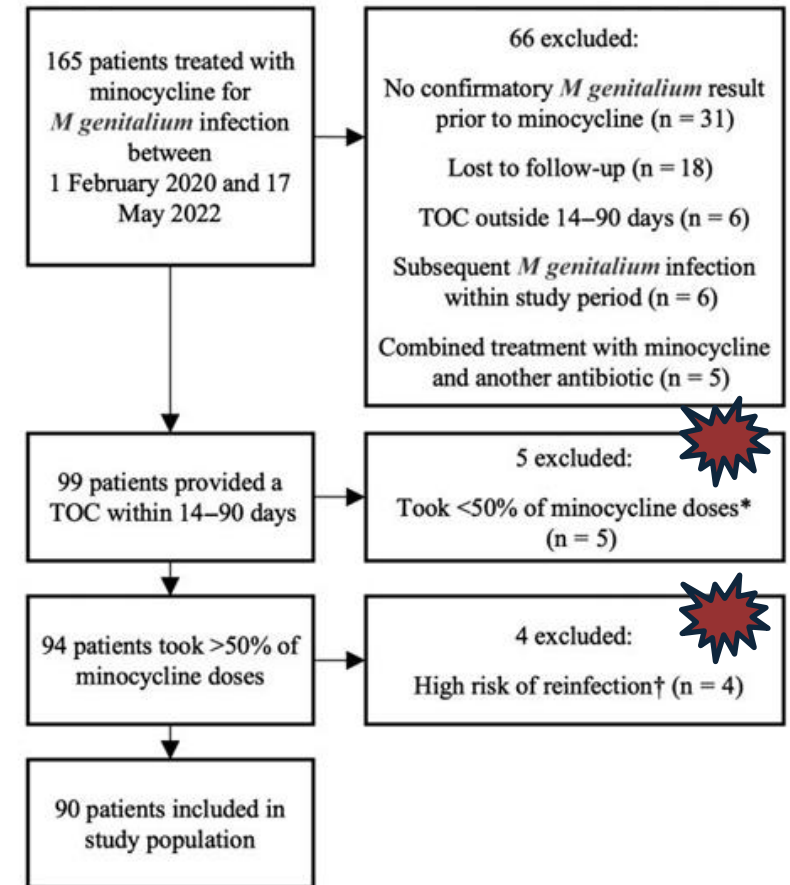 165 patients treated with
minocycline for
M genitalium infection
between
1 February 2020 and 17
May 2022
66 excluded:
No confirmatory M genitalium result
prior to minocycline (n = 31)
Lost to follow-up (n = 18)
TOC outside 14–90 days (n = 6)
Subsequent M genitalium infection
within study period (n = 6)
Combined treatment with minocycline
and another antibiotic (n = 5)
99 patients provided a
TOC within 14–90 days
5 excluded:
Took <50% of minocycline doses*
(n = 5)
94 patients took >50% of
minocycline doses
4 excluded:
High risk of reinfection† (n = 4)
90 patients included in
study population